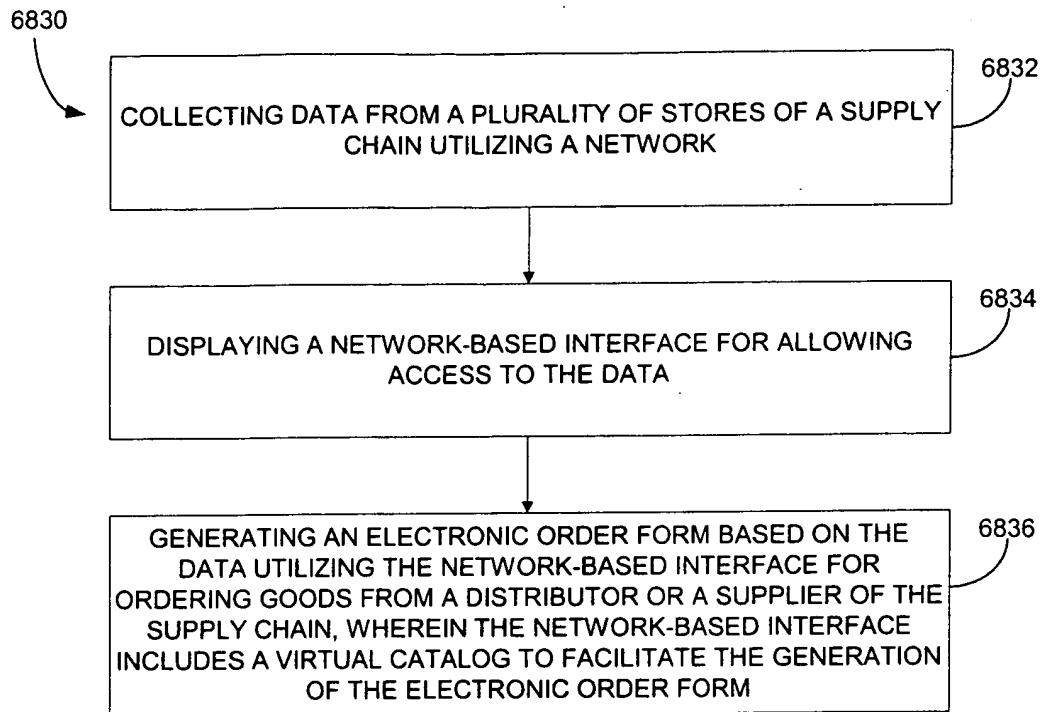 6830
6832
COLLECTING DATA FROM A PLURALITY OF STORES OF A SUPPLY
CHAIN UTILIZING A NETWORK
6834
DISPLAYING A NETWORK-BASED INTERFACE FOR ALLOWING
ACCESS TO THE DATA
6836
GENERATING AN ELECTRONIC ORDER FORM BASED ON THE
DATA UTILIZING THE NETWORK-BASED INTERFACE FOR
ORDERING GOODS FROM A DISTRIBUTOR OR A SUPPLIER OF THE
SUPPLY CHAIN, WHEREIN THE NETWORK-BASED INTERFACE
INCLUDES A VIRTUAL CATALOG TO FACILITATE THE GENERATION
OF THE ELECTRONIC ORDER FORM